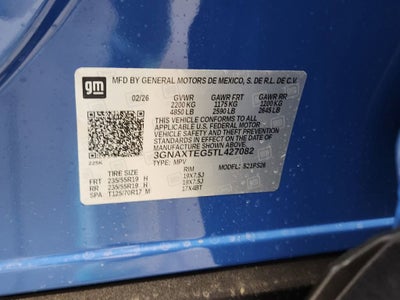 gm
MFD BY GENERAL MOTORS DE MEXICO, S. DE R.L. DE C.V.
02/26 GVWR GAWR FRT GAWR RR
2200 KG 1175 KG 1200 KG
4850 LB 2590 LB 2645 LB
THIS VEHICLE CONFORMS TO ALL
APPLICABLE U.S. FEDERAL MOTOR
VEHICLE SAFETY AND THEFT
PREVENTION STANDARDS IN EFFECT
ON THE DATE OF MANUFACTURE
SHOWN ABOVE.
3GNAXTEG5TL427082
TYPE: MPV
TIRE SIZE RIM
FRT 235/55R19 H 19X7.5J
RR 235/55R19 H 19X7.5J
SPA T125/70R17 M 17X4BT